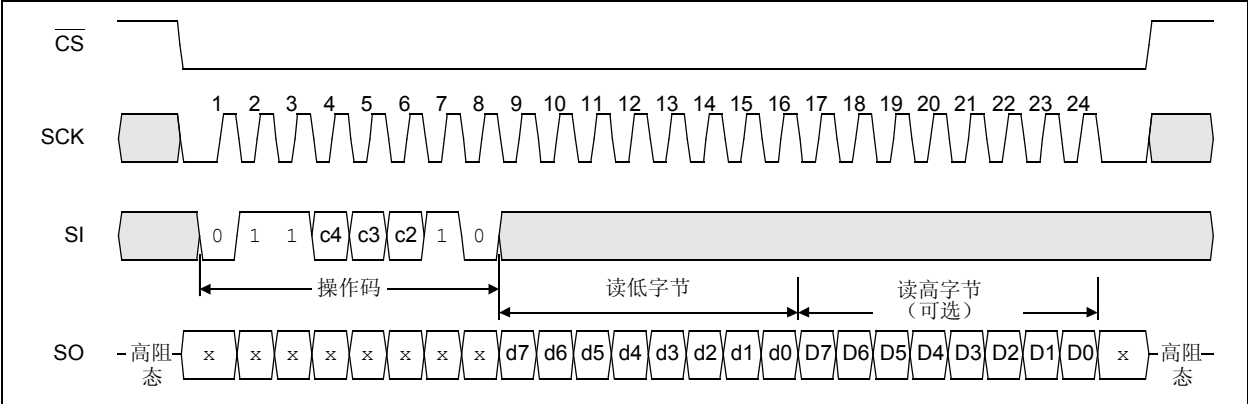 CS
1 2 3 4 5 6 7 8 9 10 11 12 13 14 15 16 17 18 19 20 21 22 23 24
SCK
SI 0 1 1 c4 c3 c2 1 0
操作码 读低字节 读高字节
（可选）
SO 高阻 x x x x x x x x d7 d6 d5 d4 d3 d2 d1 d0 D7 D6 D5 D4 D3 D2 D1 D0 x 高阻
态 态